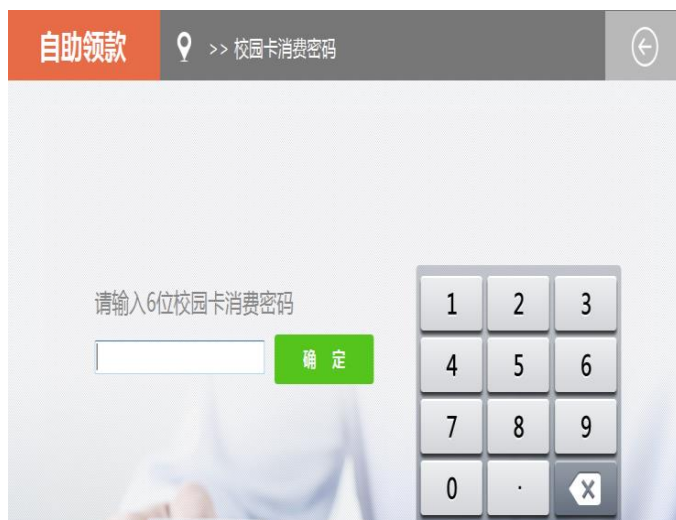 自助领款
>> 校园卡消费密码
请输入6位校园卡消费密码
确 定
1 2 3
4 5 6
7 8 9
0 .